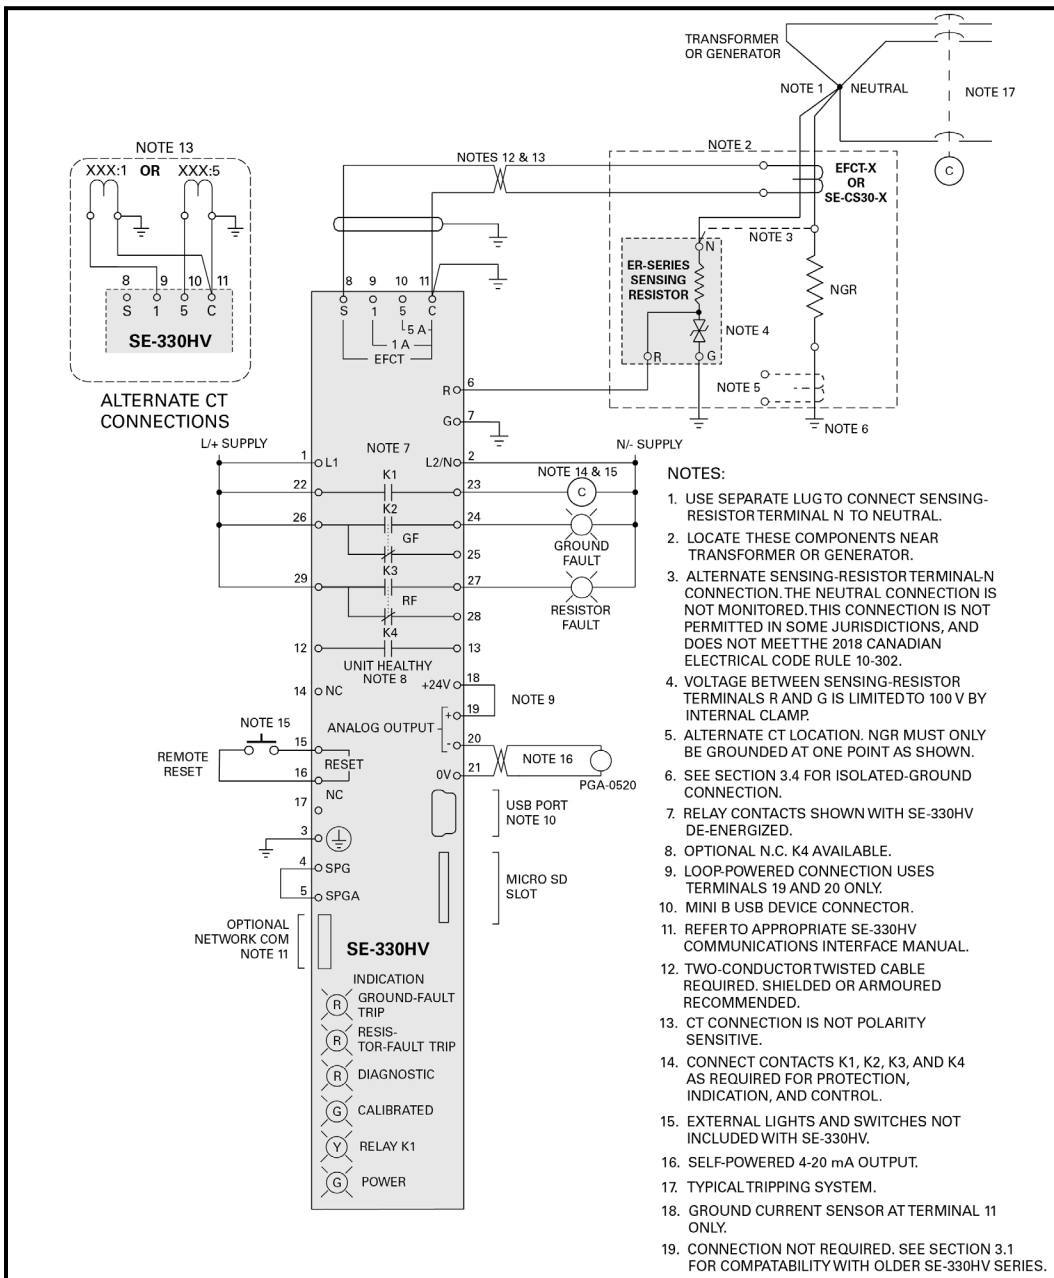 TRANSFORMER
OR GENERATOR
NOTE 1
NEUTRAL
NOTE 17
C
NOTE 13
XXX:1 OR XXX:5
8 9 10 11
S 1 5 C
SE-330HV
ALTERNATE CT
CONNECTIONS
NOTES 12 & 13
NOTE 2
EFCT-X
OR
SE-CS30-X
NOTE 3
N
ER-SERIES
SENSING
RESISTOR
NGR
NOTE 4
R
G
NOTE 5
NOTE 6
8 9 10 11
S 1 5 C
5 A
1 A
EFCT
R 6
G 7
L/+ SUPPLY
N/- SUPPLY
NOTE 7
1 L1
L2/N 2
NOTE 14 & 15
22 K1 23
C
26 K2 24
GF
25
GROUND
FAULT
29 K3 27
RF
28
RESISTOR
FAULT
12 K4 13
UNIT HEALTHY
NOTE 8
14 NC
+24V 18
NOTE 9
+ 19
ANALOG OUTPUT
- 20
0V 21
NOTE 16
PGA-0520
NOTE 15
REMOTE
RESET
15
RESET
16
NC
17
3
4 SPG
5 SPGA
USB PORT
NOTE 10
MICRO SD
SLOT
OPTIONAL
NETWORK COM
NOTE 11
SE-330HV
INDICATION
R GROUND-FAULT
TRIP
R RESIS-
TOR-FAULT TRIP
R DIAGNOSTIC
G CALIBRATED
Y RELAY K1
G POWER
NOTES:
1. USE SEPARATE LUG TO CONNECT SENSING-
RESISTOR TERMINAL N TO NEUTRAL.
2. LOCATE THESE COMPONENTS NEAR
TRANSFORMER OR GENERATOR.
3. ALTERNATE SENSING-RESISTOR TERMINAL-N
CONNECTION. THE NEUTRAL CONNECTION IS
NOT MONITORED. THIS CONNECTION IS NOT
PERMITTED IN SOME JURISDICTIONS, AND
DOES NOT MEET THE 2018 CANADIAN
ELECTRICAL CODE RULE 10-302.
4. VOLTAGE BETWEEN SENSING-RESISTOR
TERMINALS R AND G IS LIMITED TO 100 V BY
INTERNAL CLAMP.
5. ALTERNATE CT LOCATION. NGR MUST ONLY
BE GROUNDED AT ONE POINT AS SHOWN.
6. SEE SECTION 3.4 FOR ISOLATED-GROUND
CONNECTION.
7. RELAY CONTACTS SHOWN WITH SE-330HV
DE-ENERGIZED.
8. OPTIONAL N.C. K4 AVAILABLE.
9. LOOP-POWERED CONNECTION USES
TERMINALS 19 AND 20 ONLY.
10. MINI B USB DEVICE CONNECTOR.
11. REFER TO APPROPRIATE SE-330HV
COMMUNICATIONS INTERFACE MANUAL.
12. TWO-CONDUCTOR TWISTED CABLE
REQUIRED. SHIELDED OR ARMOURED
RECOMMENDED.
13. CT CONNECTION IS NOT POLARITY
SENSITIVE.
14. CONNECT CONTACTS K1, K2, K3, AND K4
AS REQUIRED FOR PROTECTION,
INDICATION, AND CONTROL.
15. EXTERNAL LIGHTS AND SWITCHES NOT
INCLUDED WITH SE-330HV.
16. SELF-POWERED 4-20 mA OUTPUT.
17. TYPICAL TRIPPING SYSTEM.
18. GROUND CURRENT SENSOR AT TERMINAL 11
ONLY.
19. CONNECTION NOT REQUIRED. SEE SECTION 3.1
FOR COMPATABILITY WITH OLDER SE-330HV SERIES.